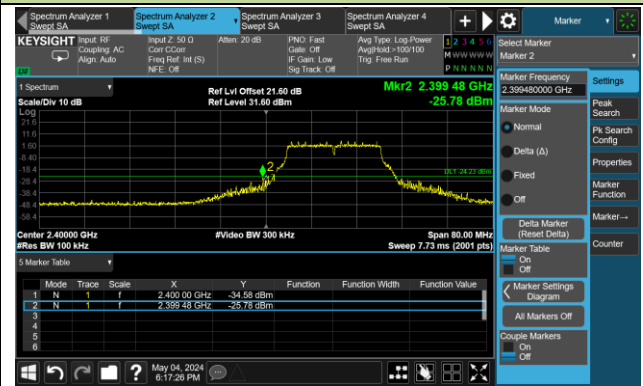 Spectrum Analyzer 1
Swept SA
Spectrum Analyzer 2
Swept SA
Spectrum Analyzer 3
Swept SA
Spectrum Analyzer 4
Swept SA
+
Marker
KEYSIGHT
Input: RF
Coupling: AC
Align: Auto
Input Z: 50 Ω
Corr CCorr
Freq Ref: Int (S)
NFE: Off
Atten: 20 dB
PNO: Fast
Gate: Off
IF Gain: Low
Sig Track: Off
Avg Type: Log-Power
Avg|Hold:>100/100
Trig: Free Run
1 2 3 4 5 6
M W W W W W
P N N N N N
Select Marker
Marker 2
1 Spectrum
Scale/Div 10 dB
Log
Ref Lvl Offset 21.60 dB
Ref Level 31.60 dBm
Mkr2 2.399 48 GHz
-25.78 dBm
21.6
11.6
1.60
-8.40
-18.4
-28.4
-38.4
-48.4
-58.4
2
DL1 -24.23 dBm
Center 2.40000 GHz
#Res BW 100 kHz
#Video BW 300 kHz
Span 80.00 MHz
Sweep 7.73 ms (2001 pts)
5 Marker Table
Mode Trace Scale X Y Function Function Width Function Value
1 N 1 f 2.400 00 GHz -34.58 dBm
2 N 1 f 2.399 48 GHz -25.78 dBm
3
4
5
6
Marker Frequency
2.399480000 GHz
Marker Mode
Normal
Delta (Δ)
Fixed
Off
Delta Marker
(Reset Delta)
Marker Table
On
Off
Marker Settings
Diagram
All Markers Off
Couple Markers
On
Off
Settings
Peak
Search
Pk Search
Config
Properties
Marker
Function
Marker→
Counter
?
May 04, 2024
6:17:26 PM